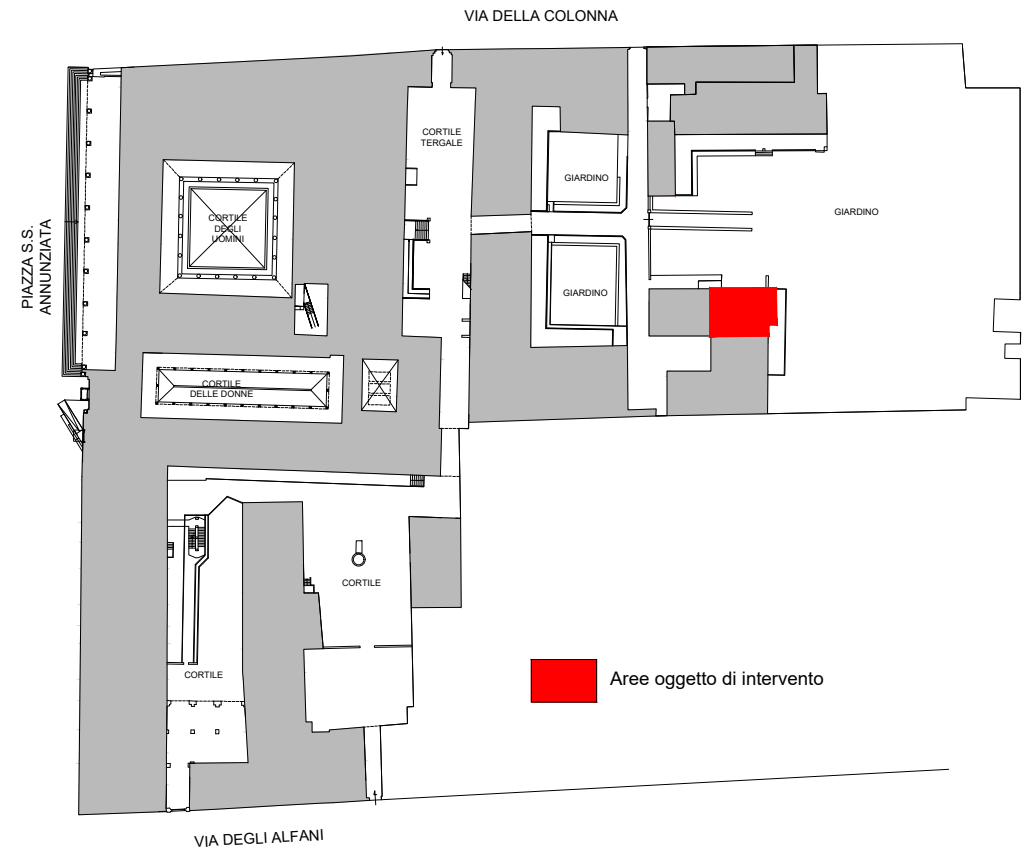 VIA DELLA COLONNA
CORTILE
TERGALE
GIARDINO
GIARDINO
PIAZZA S.S.
ANNUNZIATA
CORTILE
DEGLI
UOMINI
GIARDINO
CORTILE
DELLE DONNE
CORTILE
CORTILE
Aree oggetto di intervento
VIA DEGLI ALFANI